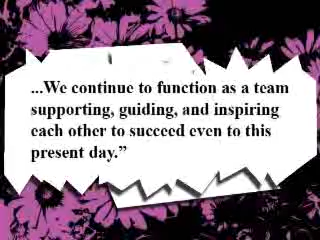 ...We continue to function as a team
supporting, guiding, and inspiring
each other to succeed even to this
present day.”